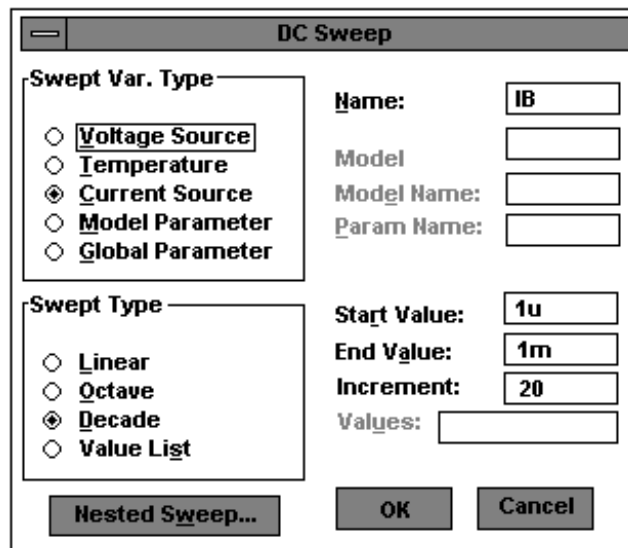 DC Sweep
Swept Var. Type
Voltage Source
Temperature
Current Source
Model Parameter
Global Parameter
Name: IB
Model
Model Name:
Param Name:
Swept Type
Linear
Octave
Decade
Value List
Start Value: 1u
End Value: 1m
Increment: 20
Values:
Nested Sweep...
OK
Cancel